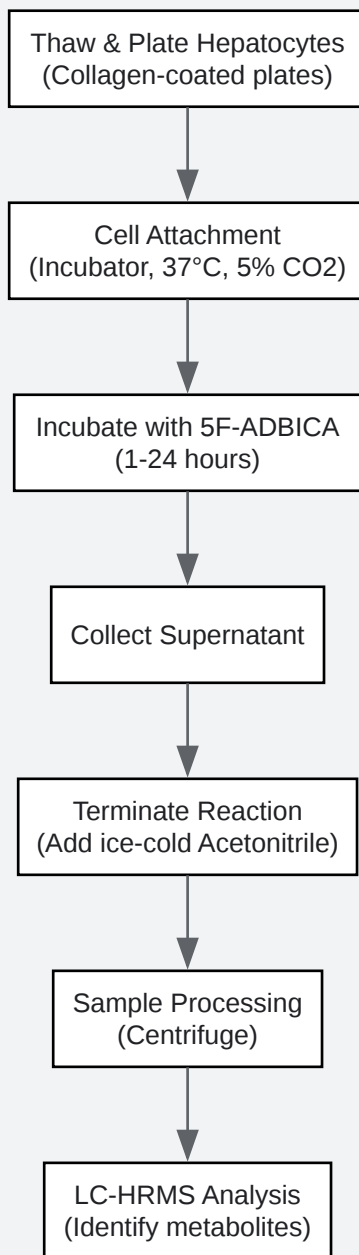 Thaw & Plate Hepatocytes
(Collagen-coated plates)
Cell Attachment
(Incubator, 37°C, 5% CO2)
Incubate with 5F-ADBICA
(1-24 hours)
Collect Supernatant
Terminate Reaction
(Add ice-cold Acetonitrile)
Sample Processing
(Centrifuge)
LC-HRMS Analysis
(Identify metabolites)